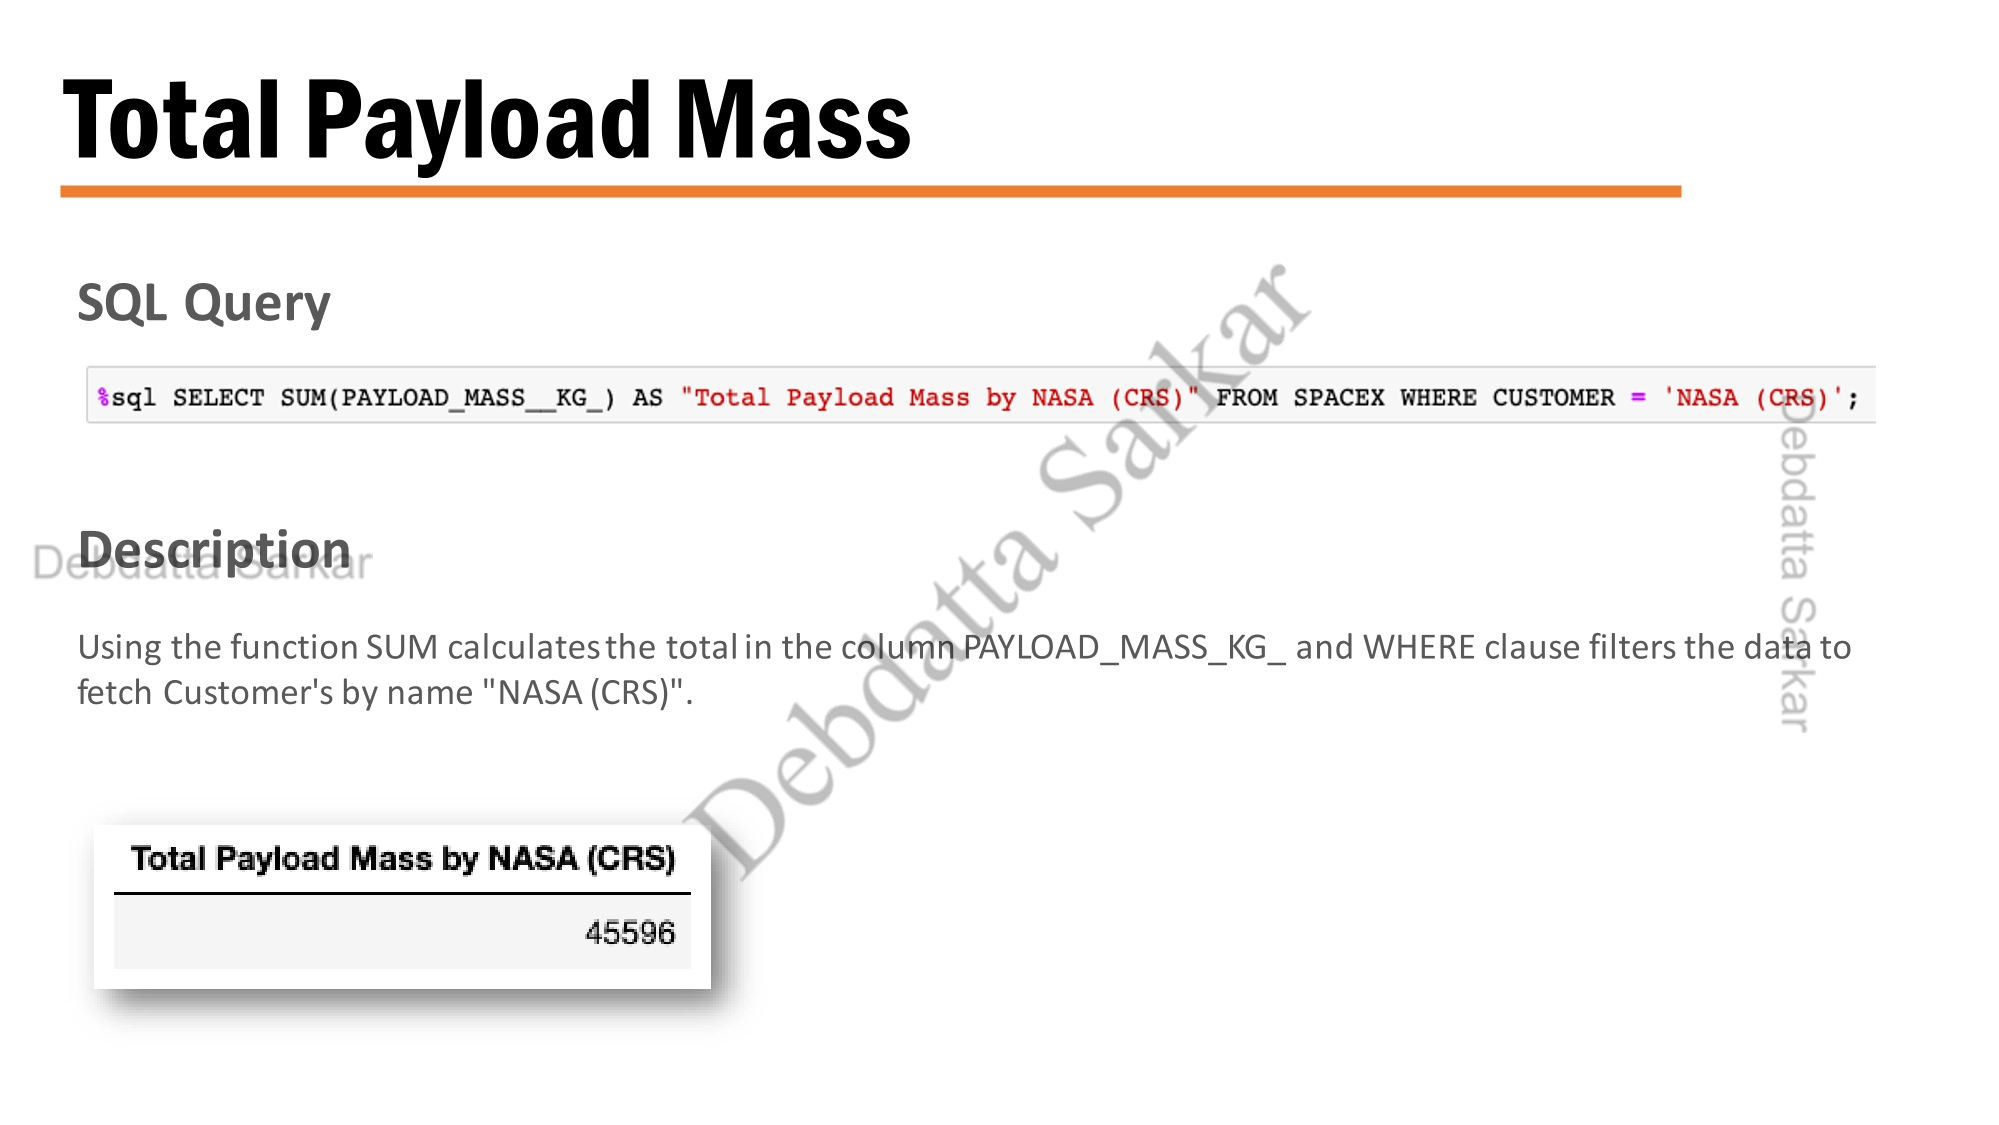 Total Payload Mass
SQL Query
%sql SELECT SUM(PAYLOAD_MASS__KG_) AS "Total Payload Mass by NASA (CRS)" FROM SPACEX WHERE CUSTOMER = 'NASA (CRS)';
Description
Using the function SUM calculates the total in the column PAYLOAD_MASS_KG_ and WHERE clause filters the data to
fetch Customer's by name "NASA (CRS)".
Total Payload Mass by NASA (CRS)
45596
Debdatta Sarkar
Debdatta Sarkar
Debdatta Sarkar